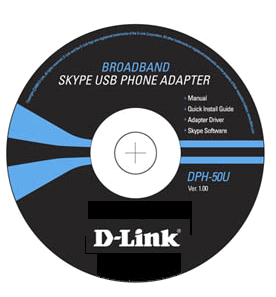 BROADBAND
SKYPE USB PHONE ADAPTER
• Manual
• Quick Install Guide
• Adapter Driver
• Skype Software
DPH-50U
Ver. 1.00
D-Link